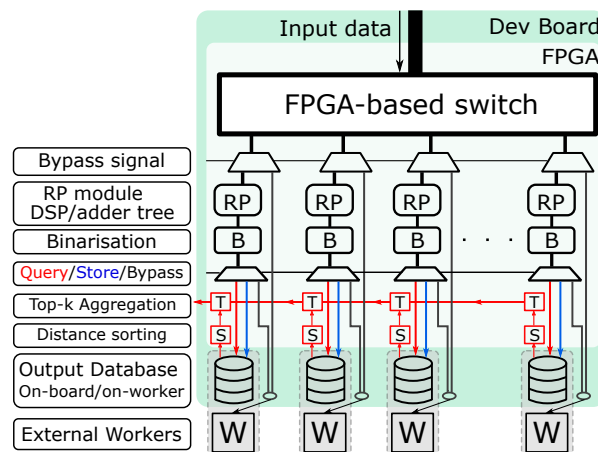 Input data
Dev Board
FPGA
FPGA-based switch
Bypass signal
RP module
DSP/adder tree
RP RP RP RP
Binarisation
B B B . . . B
Query/Store/Bypass
Top-k Aggregation
T T T T
Distance sorting
S S S S
Output Database
On-board/on-worker
External Workers
W W W W